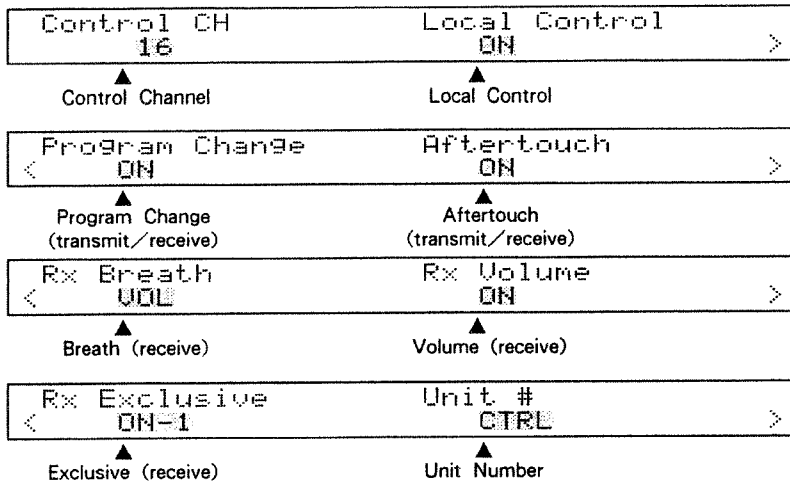 Control CH Local Control
16 ON >
▲ ▲
Control Channel Local Control
Program Change Aftertouch
< ON ON >
▲ ▲
Program Change Aftertouch
(transmit/receive) (transmit/receive)
Rx Breath Rx Volume
< VOL ON >
▲ ▲
Breath (receive) Volume (receive)
Rx Exclusive Unit #
< ON-1 CTRL >
▲ ▲
Exclusive (receive) Unit Number